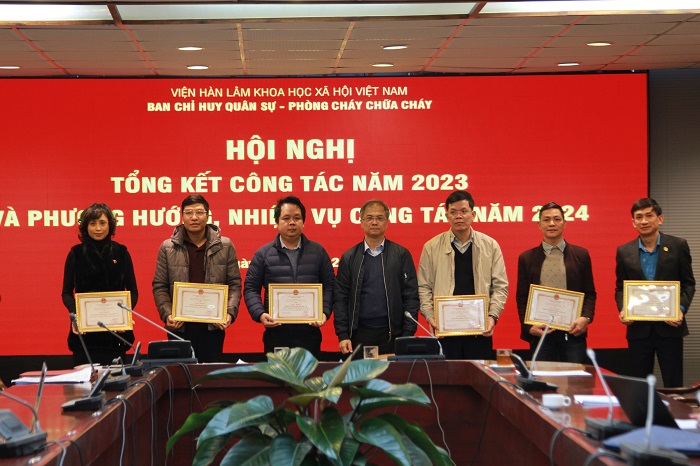 VIỆN HÀN LÂM KHOA HỌC XÃ HỘI VIỆT NAM
BAN CHỈ HUY QUÂN SỰ - PHÒNG CHÁY CHỮA CHÁY
HỘI NGHỊ
TỔNG KẾT CÔNG TÁC NĂM 2023
VÀ PHƯƠNG HƯỚNG, NHIỆM VỤ CÔNG TÁC NĂM 2024